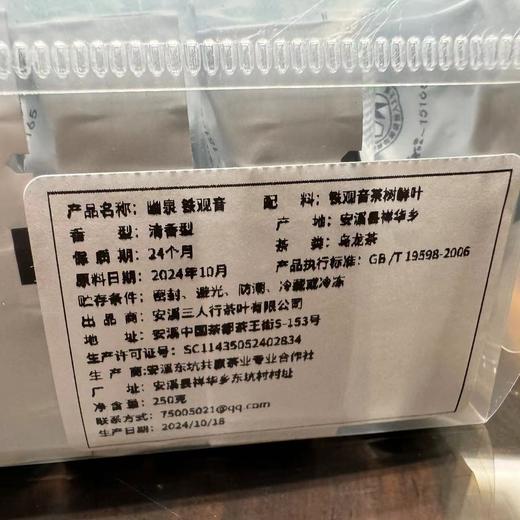 产品名称：幽泉 铁观音
配 料：铁观音茶树鲜叶
香 型：清香型
产 地：安溪县祥华乡
保 质 期：24个月
茶 类：乌龙茶
原料日期：2024年10月
产品执行标准：GB/T 19598-2006
贮存条件：密封、避光、防潮、冷藏或冷冻
出 品 商：安溪三人行茶叶有限公司
地 址：安溪中国茶都茶王街S-153号
生产许可证号：SC11435052402834
生 产 商：安溪东坑共赢茶业专业合作社
厂 址：安溪县祥华乡东坑村村址
净 含 量：250克
联系方式：75005021@qq.com
生产日期：2024/10/18